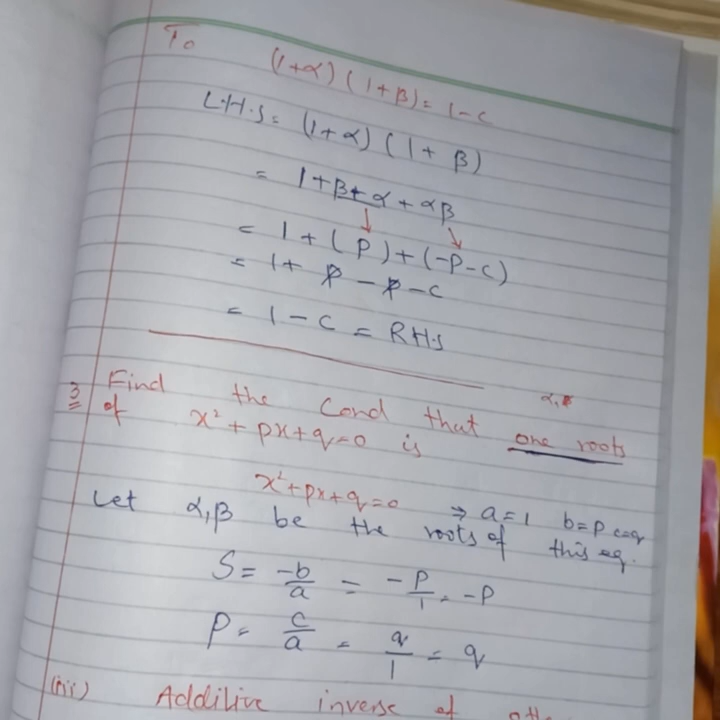 To
(1+α)(1+β)=1-c
L.H.S= (1+α)(1+β)
= 1+β+α+αβ
= 1+(P)+(-P-C)
= 1+ P - P - C
= 1-C = RHS
3 Find the Cond that one roots
α,
of x²+px+q=0 is
x²+px+q=0 ⇒ a=1 b=P c=q
Let α,β be the roots of this eq.
S= -b/a = -P/1 = -P
P= c/a = q/1 = q
(iii) Additive inverse of